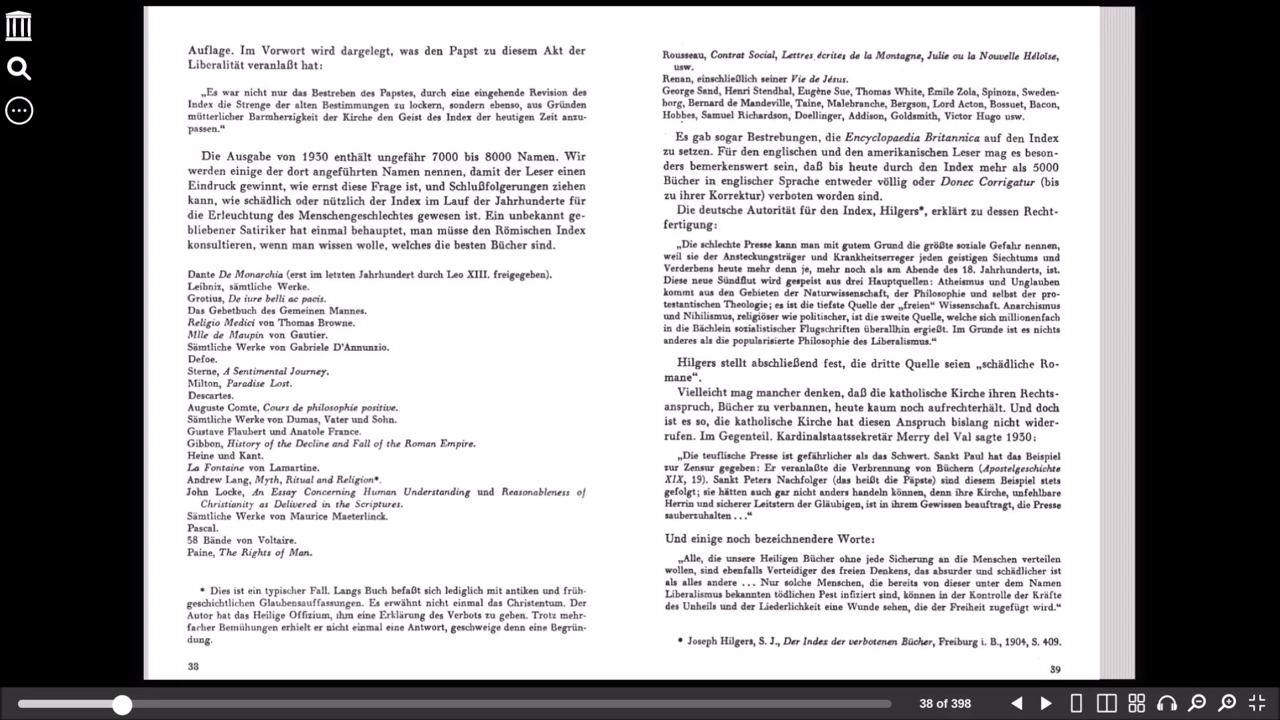 Auflage. Im Vorwort wird dargelegt, was den Papst zu diesem Akt der
Liberalität veranlaßt hat:
„Es war nicht nur das Bestreben des Papstes, durch eine eingehende Revision des
Index die Strenge der alten Bestimmungen zu lockern, sondern ebenso, aus Gründen
mütterlicher Barmherzigkeit der Kirche den Geist des Index der heutigen Zeit anzu-
passen.“
Die Ausgabe von 1930 enthält ungefähr 7000 bis 8000 Namen. Wir
werden einige der dort angeführten Namen nennen, damit der Leser einen
Eindruck gewinnt, wie ernst diese Frage ist, und Schlußfolgerungen ziehen
kann, wie schädlich oder nützlich der Index im Lauf der Jahrhunderte für
die Erleuchtung des Menschengeschlechtes gewesen ist. Ein unbekannt ge-
bliebener Satiriker hat einmal behauptet, man müsse den Römischen Index
konsultieren, wenn man wissen wolle, welches die besten Bücher sind.
Dante De Monarchia (erst im letzten Jahrhundert durch Leo XIII. freigegeben).
Leibniz, sämtliche Werke.
Grotius, De iure belli ac pacis.
Das Gebetbuch des Gemeinen Mannes.
Religio Medici von Thomas Browne.
Mlle de Maupin von Gautier.
Sämtliche Werke von Gabriele D'Annunzio.
Defoe.
Sterne, A Sentimental Journey.
Milton, Paradise Lost.
Descartes.
Auguste Comte, Cours de philosophie positive.
Sämtliche Werke von Dumas, Vater und Sohn.
Gustave Flaubert und Anatole France.
Gibbon, History of the Decline and Fall of the Roman Empire.
Heine und Kant.
La Fontaine von Lamartine.
Andrew Lang, Myth, Ritual and Religion*.
John Locke, An Essay Concerning Human Understanding und Reasonableness of
Christianity as Delivered in the Scriptures.
Sämtliche Werke von Maurice Maeterlinck.
Pascal.
38 Bände von Voltaire.
Paine, The Rights of Man.
* Dies ist ein typischer Fall. Langs Buch befaßt sich lediglich mit antiken und früh-
geschichtlichen Glaubensauffassungen. Es erwähnt nicht einmal das Christentum. Der
Autor hat das Heilige Offizium, ihm eine Erklärung des Verbots zu geben. Trotz mehr-
facher Bemühungen erhielt er nicht einmal eine Antwort, geschweige denn eine Begrün-
dung.
38
Rousseau, Contrat Social, Lettres écrites de la Montagne, Julie ou la Nouvelle Héloïse,
usw.
Renan, einschließlich seiner Vie de Jésus.
George Sand, Henri Stendhal, Eugène Sue, Thomas White, Émile Zola, Spinoza, Sweden-
borg, Bernard de Mandeville, Taine, Malebranche, Bergson, Lord Acton, Bossuet, Bacon,
Hobbes, Samuel Richardson, Doellinger, Addison, Goldsmith, Victor Hugo usw.
Es gab sogar Bestrebungen, die Encyclopaedia Britannica auf den Index
zu setzen. Für den englischen und den amerikanischen Leser mag es beson-
ders bemerkenswert sein, daß bis heute durch den Index mehr als 5000
Bücher in englischer Sprache entweder völlig oder Donec Corrigatur (bis
zu ihrer Korrektur) verboten worden sind.
Die deutsche Autorität für den Index, Hilgers*, erklärt zu dessen Recht-
fertigung:
„Die schlechte Presse kann man mit gutem Grund die größte soziale Gefahr nennen,
weil sie der Ansteckungsträger und Krankheitserreger jeden geistigen Siechtums und
Verderbens heute mehr denn je, mehr noch als am Abende des 18. Jahrhunderts, ist.
Diese neue Sündflut wird gespeist aus drei Hauptquellen: Atheismus und Unglauben
kommt aus den Gebieten der Naturwissenschaft, der Philosophie und selbst der pro-
testantischen Theologie; es ist die tiefste Quelle der „freien“ Wissenschaft. Anarchismus
und Nihilismus, religiöser wie politischer, ist die zweite Quelle, welche sich millionenfach
in die Bächlein sozialistischer Flugschriften überallhin ergießt. Im Grunde ist es nichts
anderes als die popularisierte Philosophie des Liberalismus.“
Hilgers stellt abschließend fest, die dritte Quelle seien „schädliche Ro-
mane“.
Vielleicht mag mancher denken, daß die katholische Kirche ihren Rechts-
anspruch, Bücher zu verbannen, heute kaum noch aufrechterhält. Und doch
ist es so, die katholische Kirche hat diesen Anspruch bislang nicht wider-
rufen. Im Gegenteil. Kardinalstaatssekretär Merry del Val sagte 1930:
„Die teuflische Presse ist gefährlicher als das Schwert. Sankt Paul hat das Beispiel
zur Zensur gegeben: Er veranlaßte die Verbrennung von Büchern (Apostelgeschichte
XIX, 19). Sankt Peters Nachfolger (das heißt die Päpste) sind diesem Beispiel stets
gefolgt; sie hätten auch gar nicht anders handeln können, denn ihre Kirche, unfehlbare
Herrin und sicherer Leitstern der Gläubigen, ist in ihrem Gewissen beauftragt, die Presse
sauberzuhalten ...“
Und einige noch bezeichnendere Worte:
„Alle, die unsere Heiligen Bücher ohne jede Sicherung an die Menschen verteilen
wollen, sind ebenfalls Verteidiger des freien Denkens, das absurder und schädlicher ist
als alles andere ... Nur solche Menschen, die bereits von dieser unter dem Namen
Liberalismus bekannten tödlichen Pest infiziert sind, können in der Kontrolle der Kräfte
des Unheils und der Liederlichkeit eine Wunde sehen, die der Freiheit zugefügt wird.“
* Joseph Hilgers, S. J., Der Index der verbotenen Bücher, Freiburg i. B., 1904, S. 409.
39
38 of 398